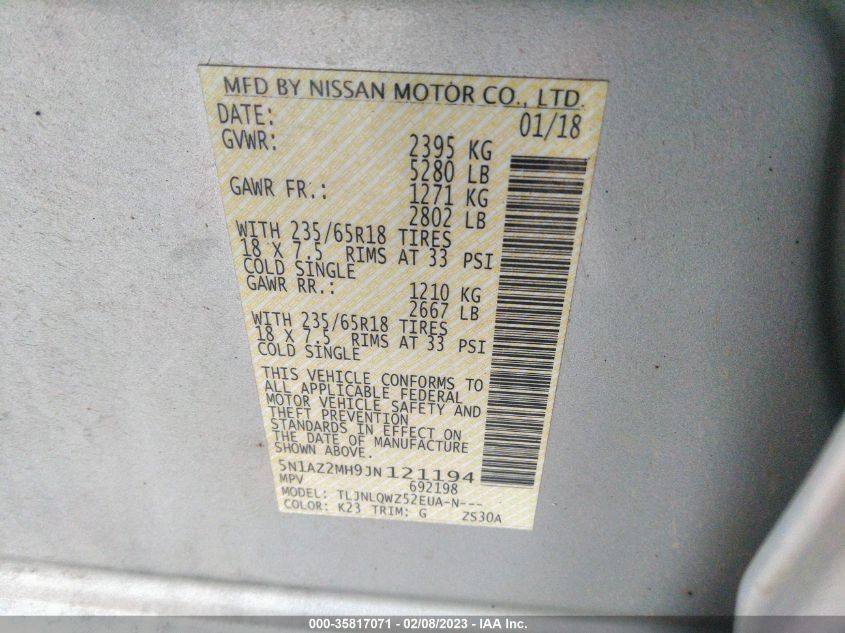 MFD BY NISSAN MOTOR CO., LTD.
DATE: 01/18
GVWR: 2395 KG
5280 LB
GAWR FR.: 1271 KG
2802 LB
WITH 235/65R18 TIRES
18 X 7.5 RIMS AT 33 PSI
COLD SINGLE
GAWR RR.: 1210 KG
2667 LB
WITH 235/65R18 TIRES
18 X 7.5 RIMS AT 33 PSI
COLD SINGLE
THIS VEHICLE CONFORMS TO
ALL APPLICABLE FEDERAL
MOTOR VEHICLE SAFETY AND
THEFT PREVENTION
STANDARDS IN EFFECT ON
THE DATE OF MANUFACTURE
SHOWN ABOVE.
5N1AZ2MH9JN121194
MPV 692198
MODEL: TLJNLQWZ52EUA-N---
COLOR: K23 TRIM: G ZS30A
000-35817071 - 02/08/2023 - IAA Inc.